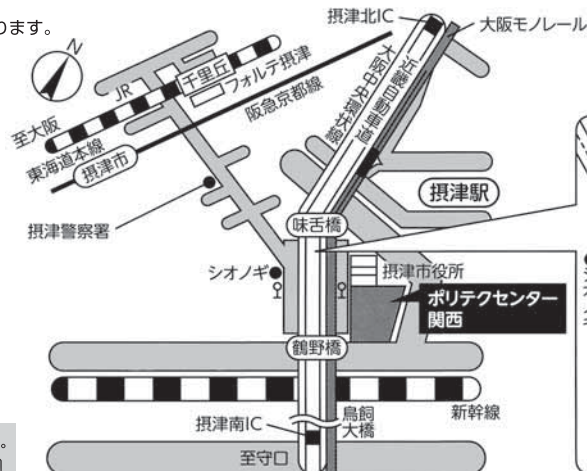 ります。
摂津北IC
大阪モノレール
N
近畿自動車道
大阪中央環状線
JR
千里丘
フォルテ摂津
阪急京都線
至大阪
東海道本線
摂津市
摂津警察署
摂津駅
味舌橋
シオノギ
摂津市役所
ポリテクセンター
関西
鶴野橋
新幹線
摂津南IC
鳥飼
大橋
至守口